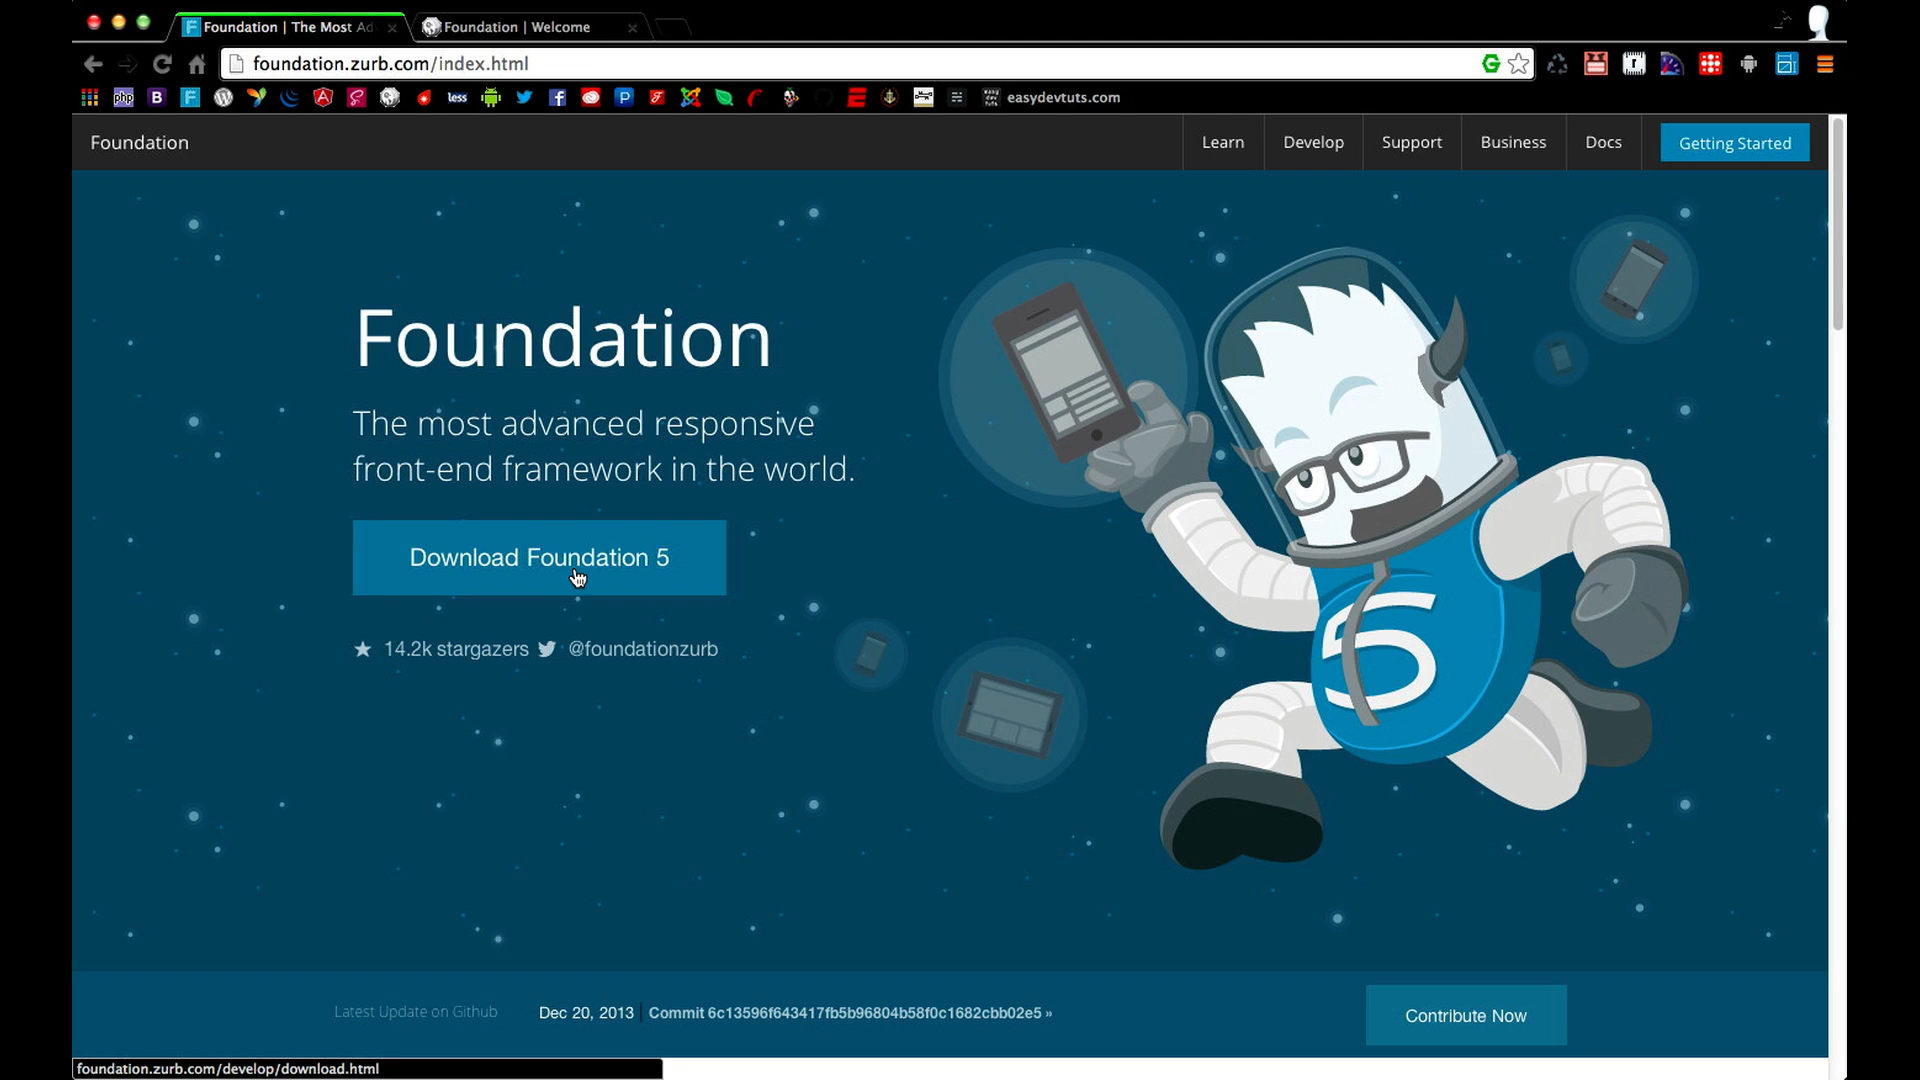 Foundation | The Most Ad
Foundation | Welcome
foundation.zurb.com/index.html
php
B
F
less
P
easydevtuts.com
Foundation
Learn
Develop
Support
Business
Docs
Getting Started
Foundation
The most advanced responsive
front-end framework in the world.
Download Foundation 5
14.2k stargazers
@foundationzurb
5
Latest Update on Github
Dec 20, 2013
Commit 6c13596f643417fb5b96804b58f0c1682cbb02e5 »
Contribute Now
foundation.zurb.com/develop/download.html